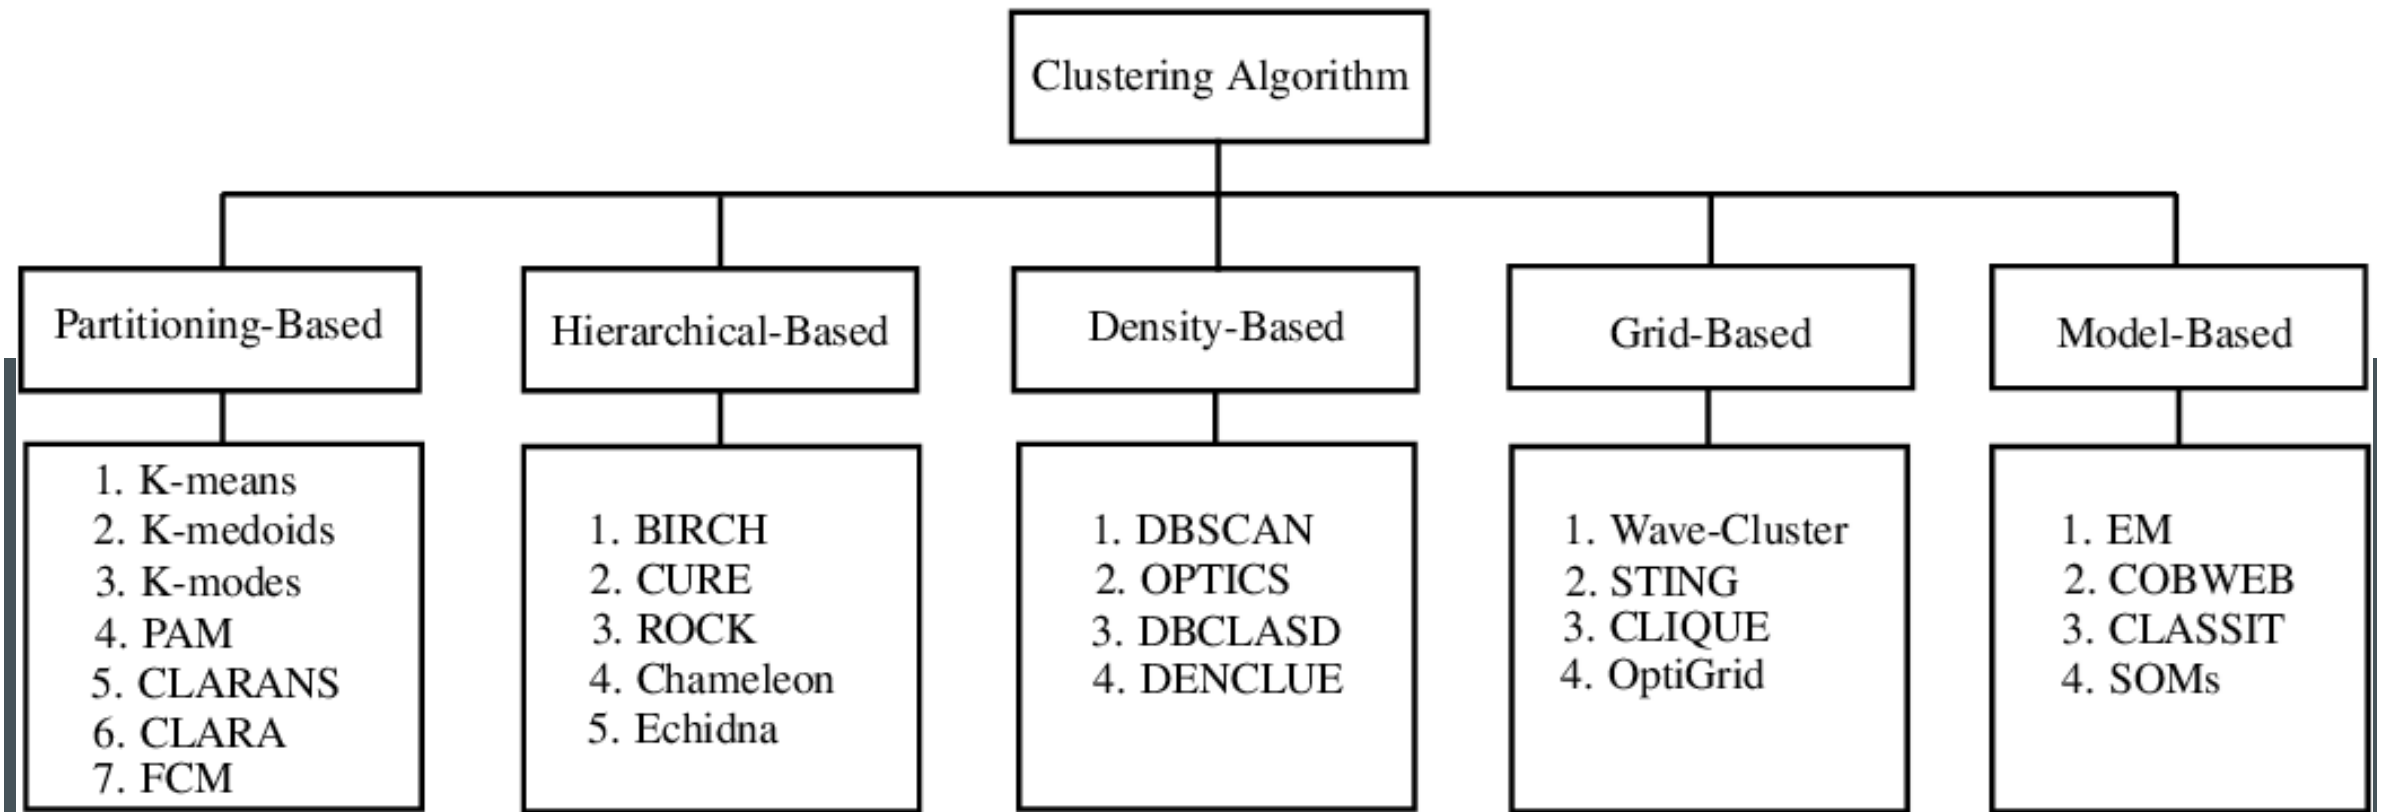 Clustering Algorithm
Partitioning-Based
Hierarchical-Based
Density-Based
Grid-Based
Model-Based
1. K-means
2. K-medoids
3. K-modes
4. PAM
5. CLARANS
6. CLARA
7. FCM
1. BIRCH
2. CURE
3. ROCK
4. Chameleon
5. Echidna
1. DBSCAN
2. OPTICS
3. DBCLASD
4. DENCLUE
1. Wave-Cluster
2. STING
3. CLIQUE
4. OptiGrid
1. EM
2. COBWEB
3. CLASSIT
4. SOMs